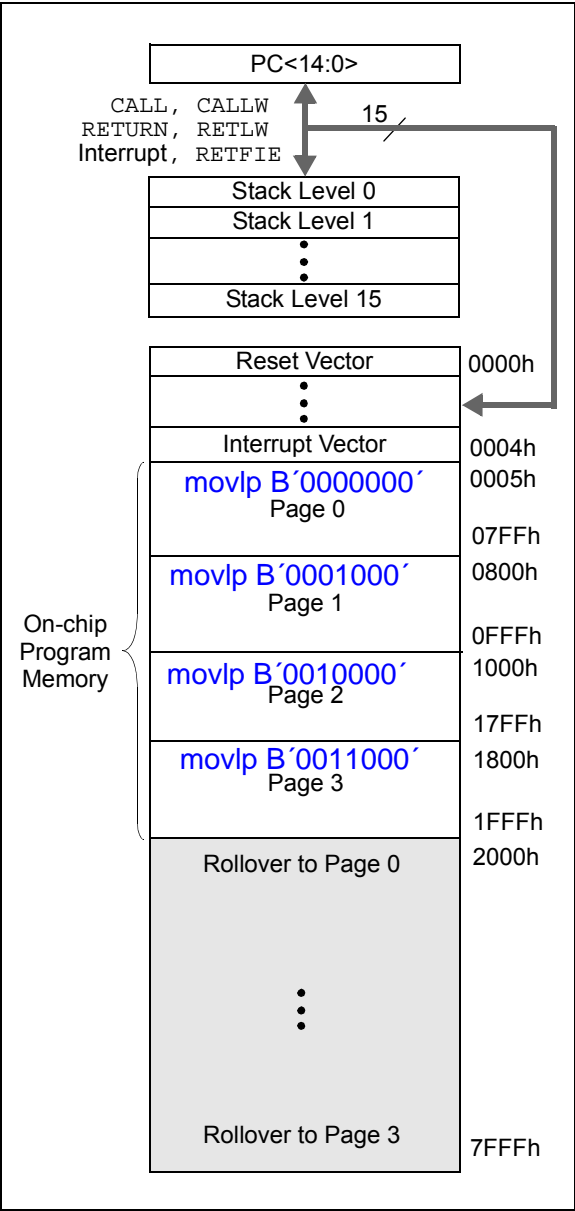 PC<14:0>
CALL, CALLW
RETURN, RETLW
Interrupt, RETFIE
15
Stack Level 0
Stack Level 1
Stack Level 15
Reset Vector
0000h
Interrupt Vector
0004h
movlp B´0000000´
0005h
Page 0
07FFh
movlp B´0001000´
0800h
Page 1
On-chip
Program
Memory
0FFFh
movlp B´0010000´
1000h
Page 2
17FFh
movlp B´0011000´
1800h
Page 3
1FFFh
Rollover to Page 0
2000h
Rollover to Page 3
7FFFh